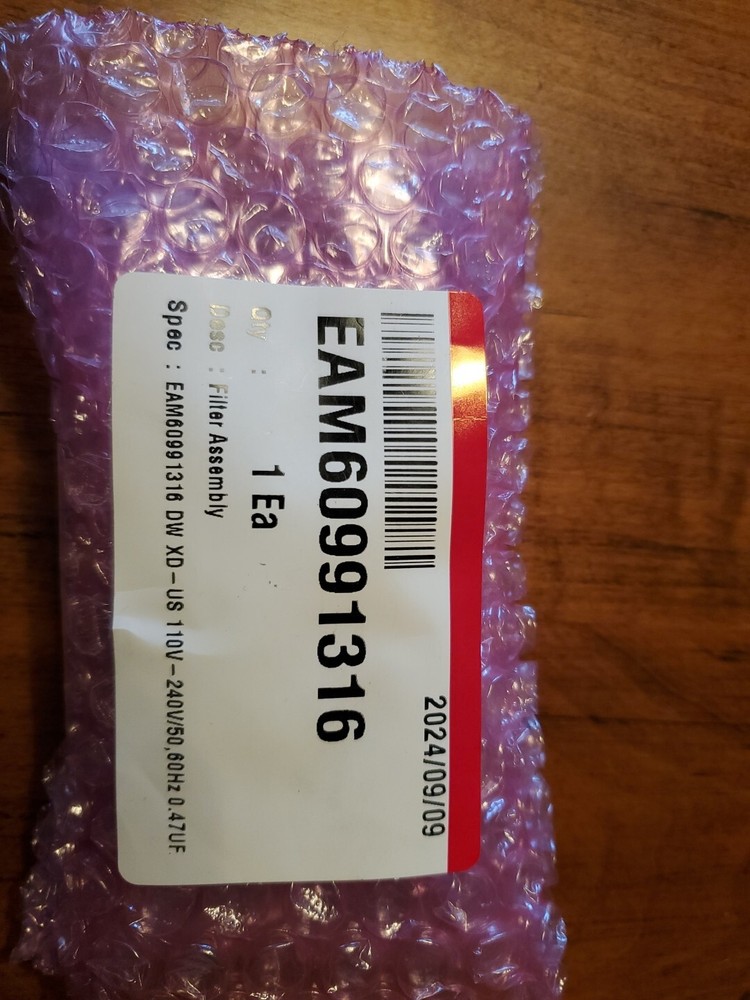 2024/09/09
EAM60991316
Qty : 1 Ea
Desc : Filter Assembly
Spec : EAM60991316 DW XD-US 110V-240V/50,60Hz 0.47UF